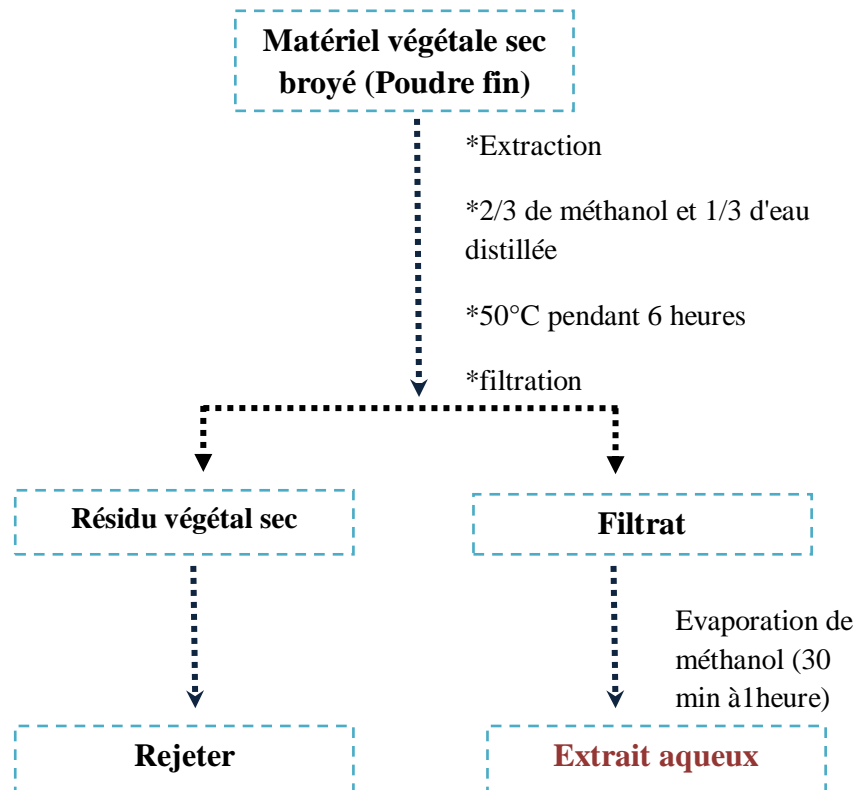 Matériel végétale sec
broyé (Poudre fin)
*Extraction
*2/3 de méthanol et 1/3 d'eau
distillée
*50°C pendant 6 heures
*filtration
Résidu végétal sec
Filtrat
Evaporation de
méthanol (30
min à1heure)
Rejeter
Extrait aqueux